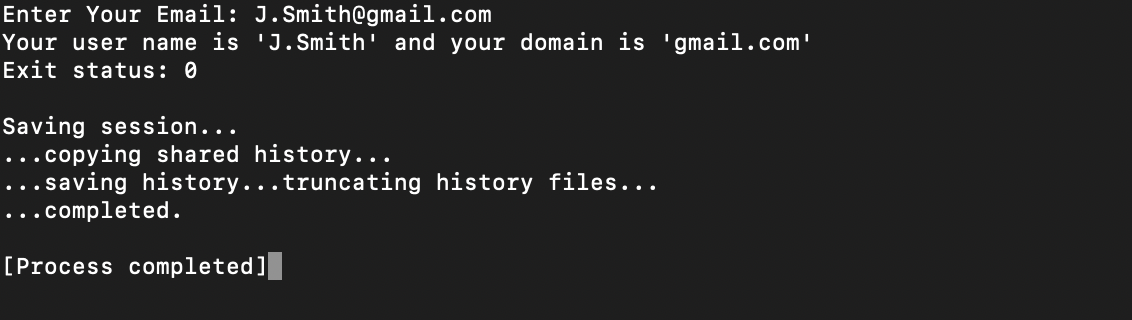 Enter Your Email: J.Smith@gmail.com
Your user name is 'J.Smith' and your domain is 'gmail.com'
Exit status: 0
Saving session...
...copying shared history...
...saving history...truncating history files...
...completed.
[Process completed]